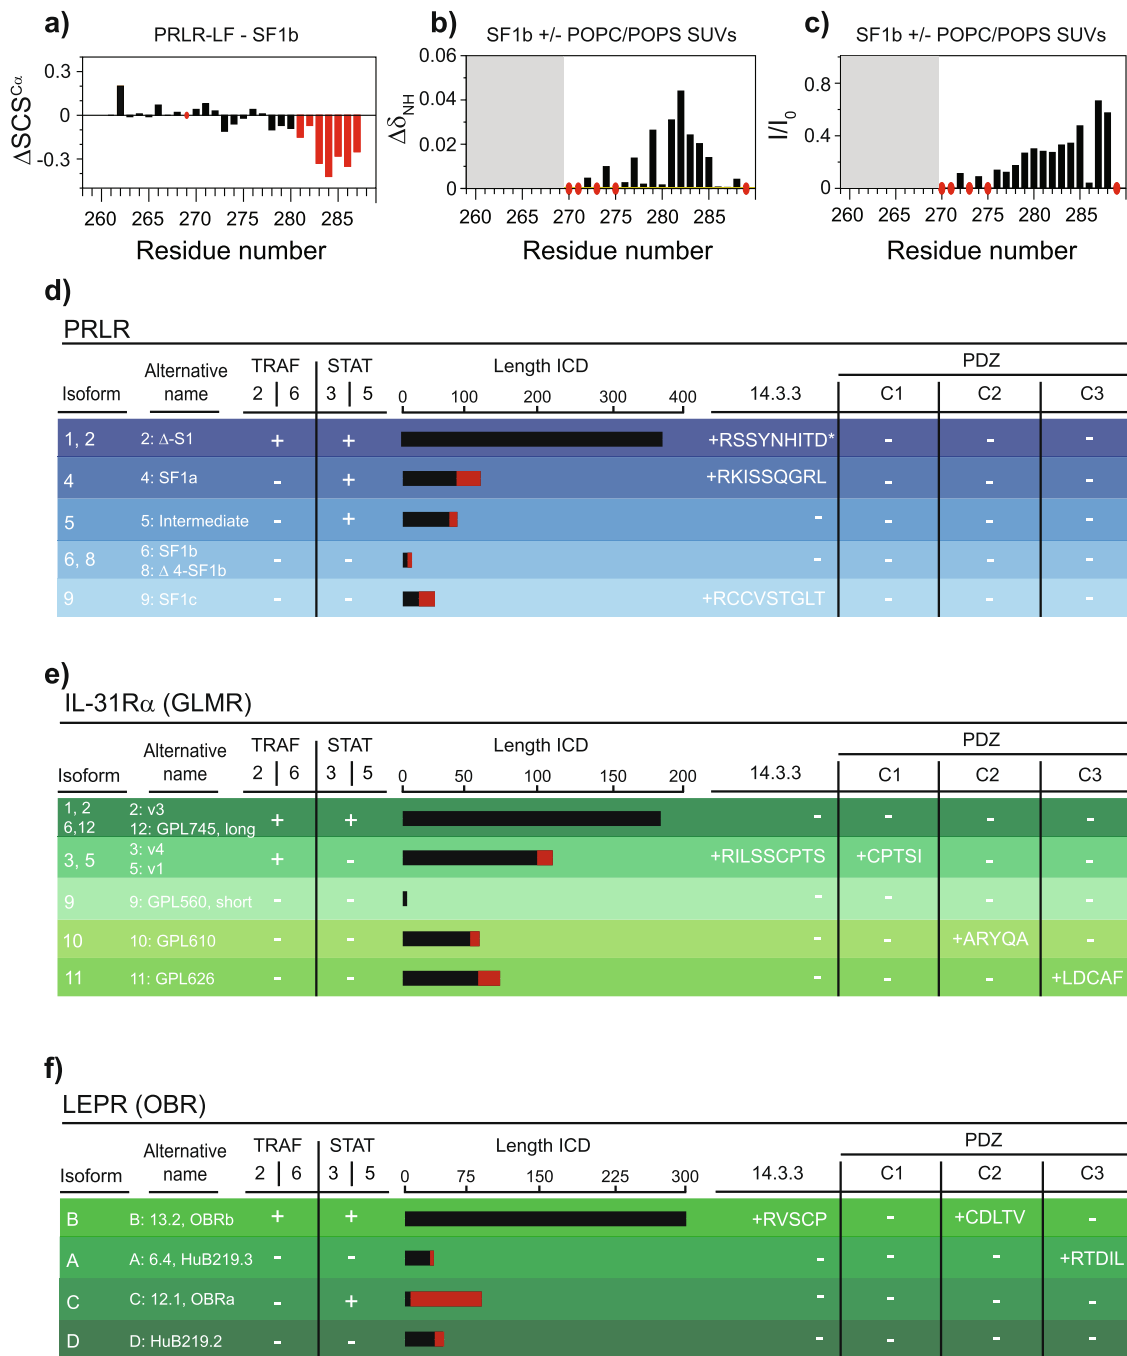 a)
PRLR-LF - SF1b
0.3
0
-0.3
ΔSCS^Cα
260 265 270 275 280 285
Residue number
b)
SF1b +/- POPC/POPS SUVs
0.06
0.04
0.02
0
Δδ_NH
260 265 270 275 280 285
Residue number
c)
SF1b +/- POPC/POPS SUVs
0.8
0.4
0
I/I_0
260 265 270 275 280 285
Residue number
d)
PRLR
Isoform Alternative name TRAF 2 6 STAT 3 5 Length ICD 0 100 200 300 400 14.3.3 PDZ C1 C2 C3
1, 2 2: Δ-S1 + + +RSSYNHITD* - - -
4 4: SF1a - + +RKISSQGRL - - -
5 5: Intermediate - + - - - -
6, 8 6: SF1b
8: Δ 4-SF1b - - - - - -
9 9: SF1c - - +RCCVSTGLT - - -
e)
IL-31Rα (GLMR)
Isoform Alternative name TRAF 2 6 STAT 3 5 Length ICD 0 50 100 150 200 14.3.3 PDZ C1 C2 C3
1, 2 2: v3
6,12 12: GPL745, long + + - - - -
3, 5 3: v4
5: v1 + - +RILSSCPTS +CPTSI - -
9 9: GPL560, short - - - - - -
10 10: GPL610 - - - - +ARYQA -
11 11: GPL626 - - - - - +LDCAF
f)
LEPR (OBR)
Isoform Alternative name TRAF 2 6 STAT 3 5 Length ICD 0 75 150 225 300 14.3.3 PDZ C1 C2 C3
B B: 13.2, OBRb + + +RVSCP - +CDLTV -
A A: 6.4, HuB219.3 - - - - - +RTDIL
C C: 12.1, OBRa - + - - - -
D D: HuB219.2 - - - - - -